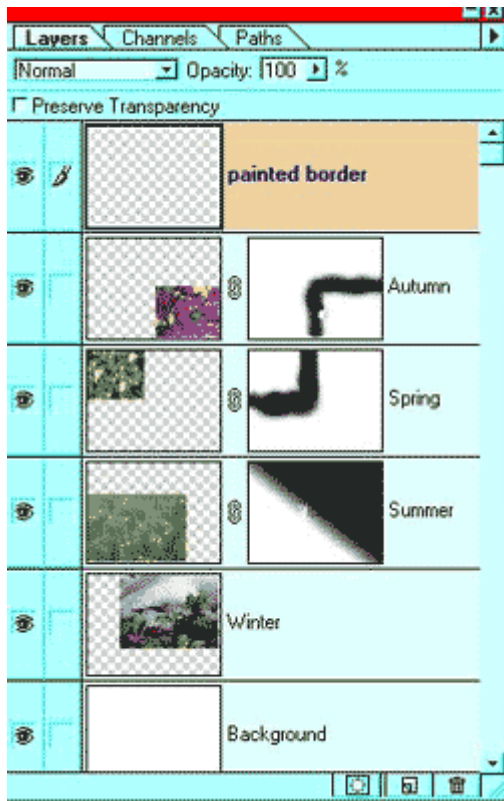 Layers Channels Paths
Normal Opacity: 100 %
Preserve Transparency
painted border
Autumn
Spring
Summer
Winter
Background